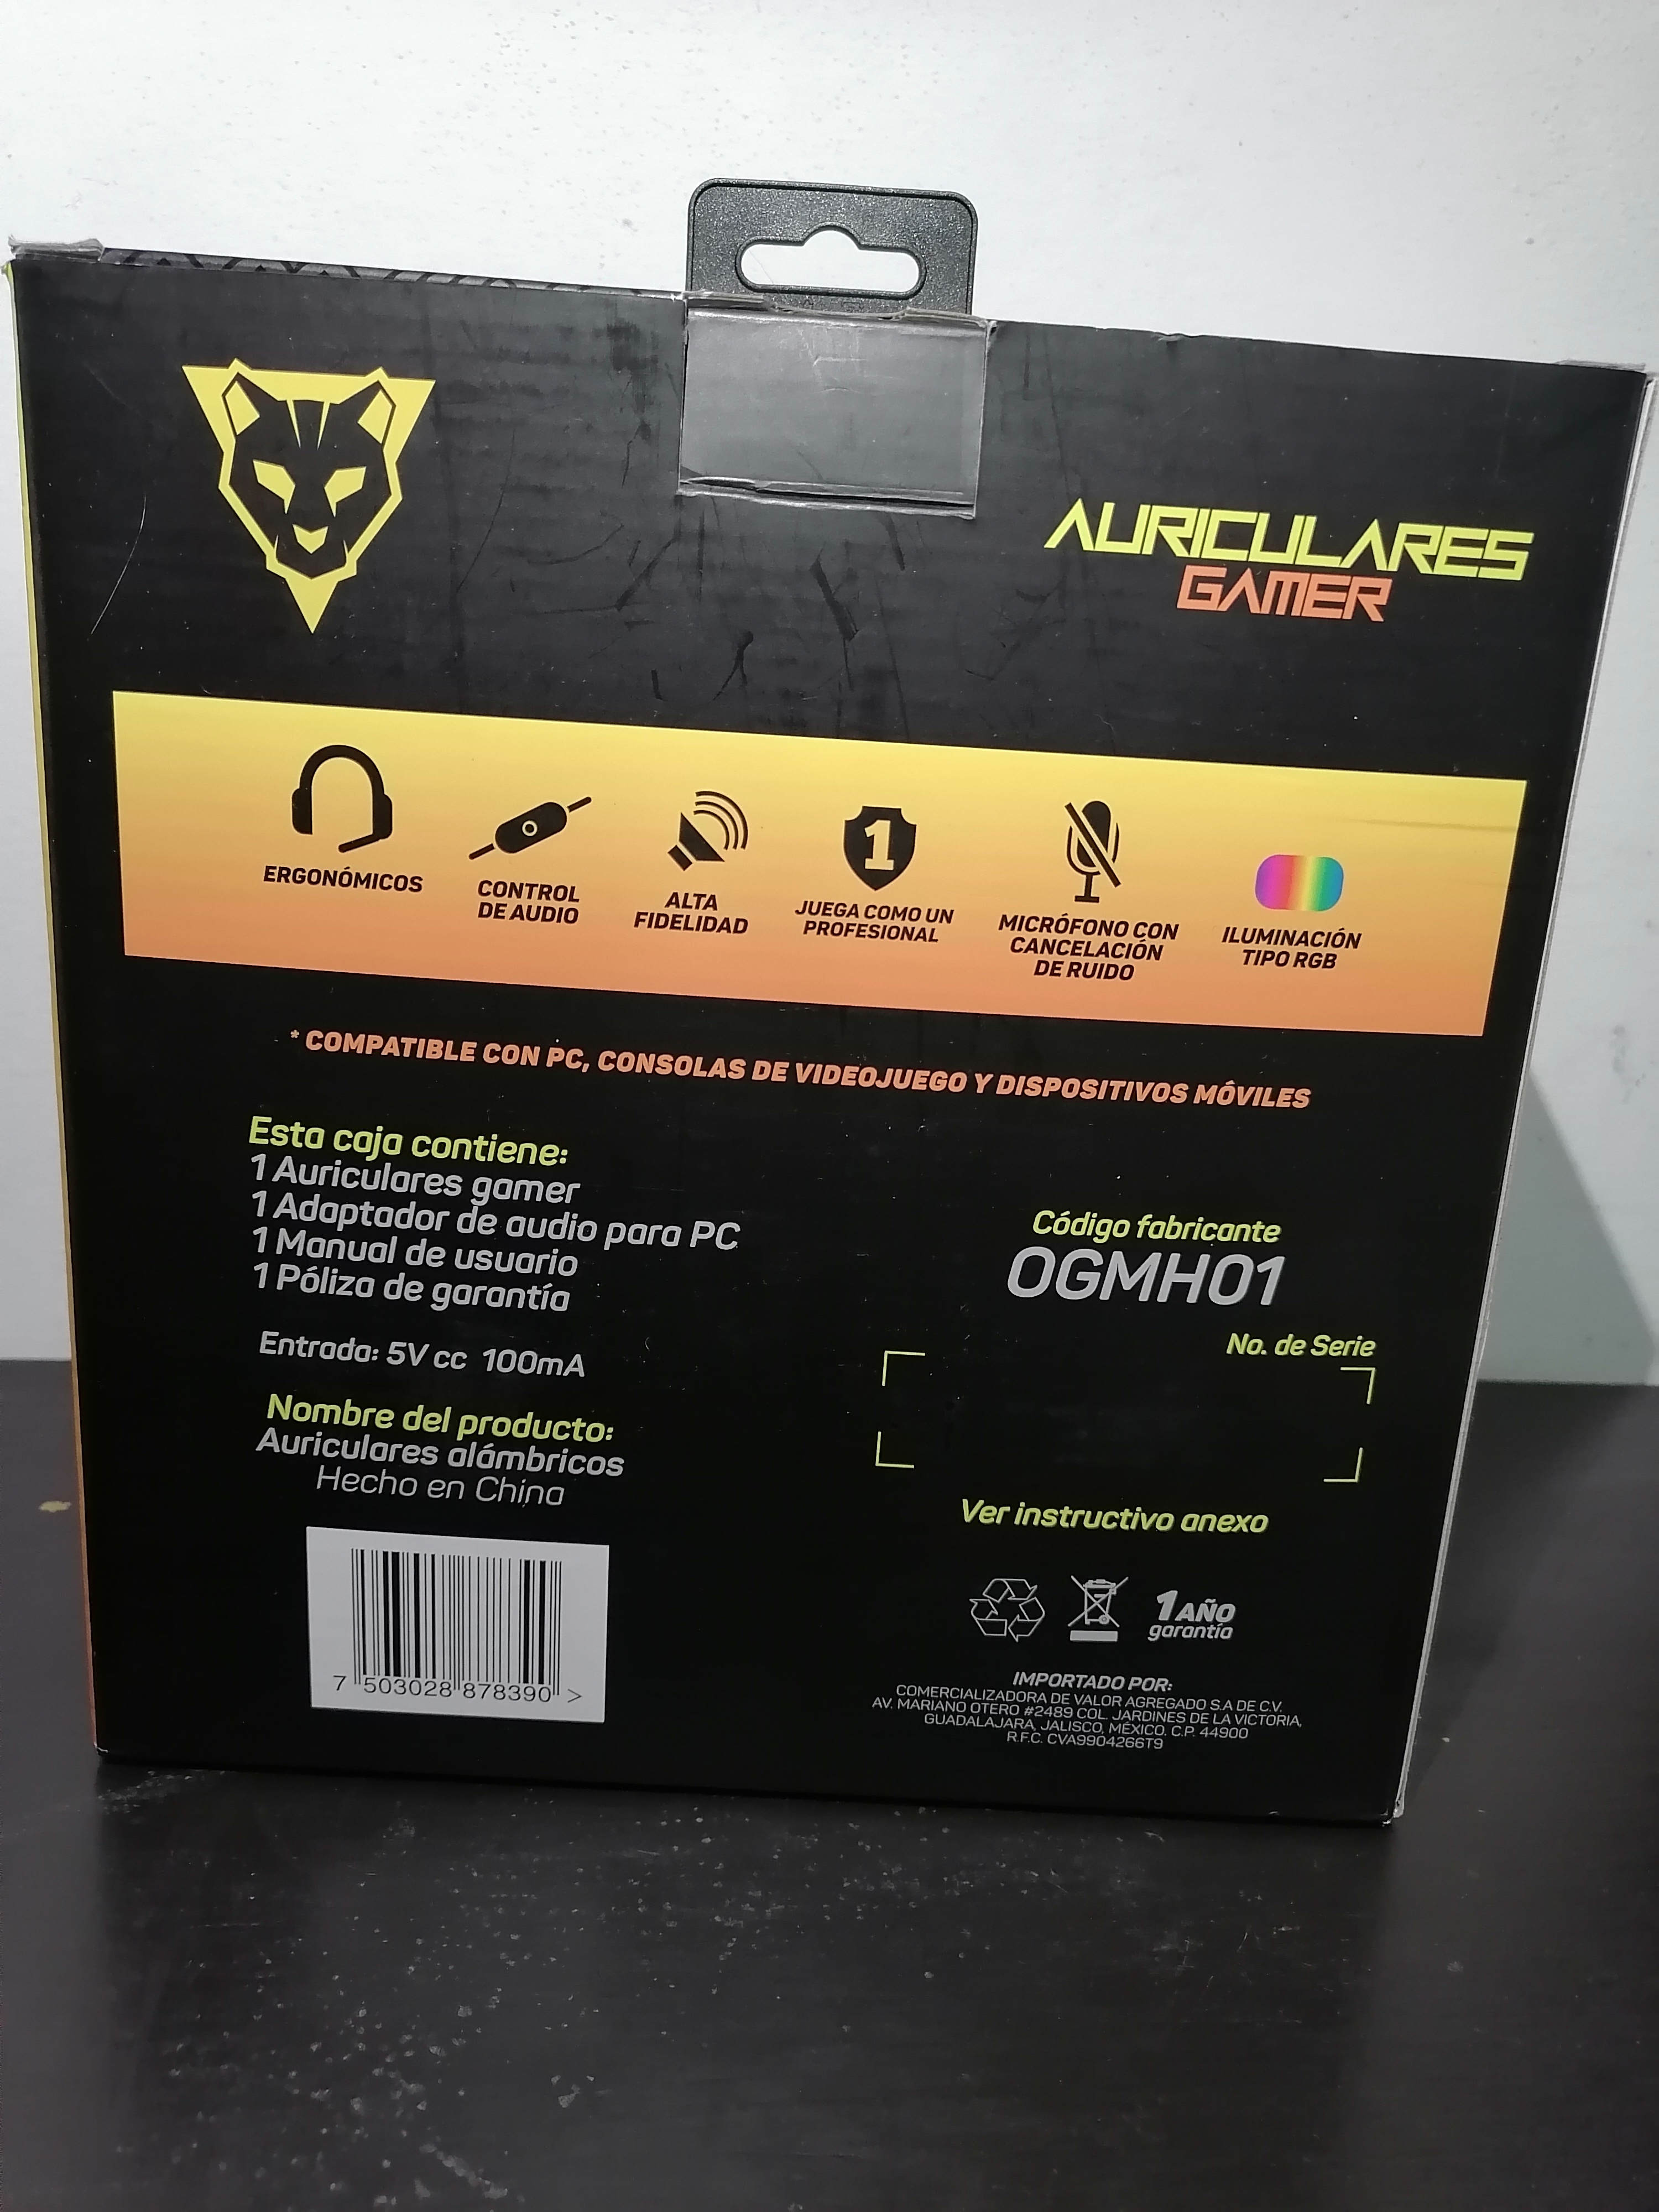 AURICULARES
GAMER
ERGONÓMICOS
CONTROL
DE AUDIO
ALTA
FIDELIDAD
1
JUEGA COMO UN
PROFESIONAL
MICRÓFONO CON
CANCELACIÓN
DE RUIDO
ILUMINACIÓN
TIPO RGB
* COMPATIBLE CON PC, CONSOLAS DE VIDEOJUEGO Y DISPOSITIVOS MÓVILES
Esta caja contiene:
1 Auriculares gamer
1 Adaptador de audio para PC
1 Manual de usuario
1 Póliza de garantía
Entrada: 5V cc 100mA
Nombre del producto:
Auriculares alámbricos
Hecho en China
7 503028 878390 >
Código fabricante
OGMH01
No. de Serie
Ver instructivo anexo
1 AÑO
garantía
IMPORTADO POR:
COMERCIALIZADORA DE VALOR AGREGADO S.A DE C.V.
AV. MARIANO OTERO #2489 COL. JARDINES DE LA VICTORIA,
GUADALAJARA, JALISCO, MÉXICO. C.P. 44900
R.F.C. CVA9904266T9